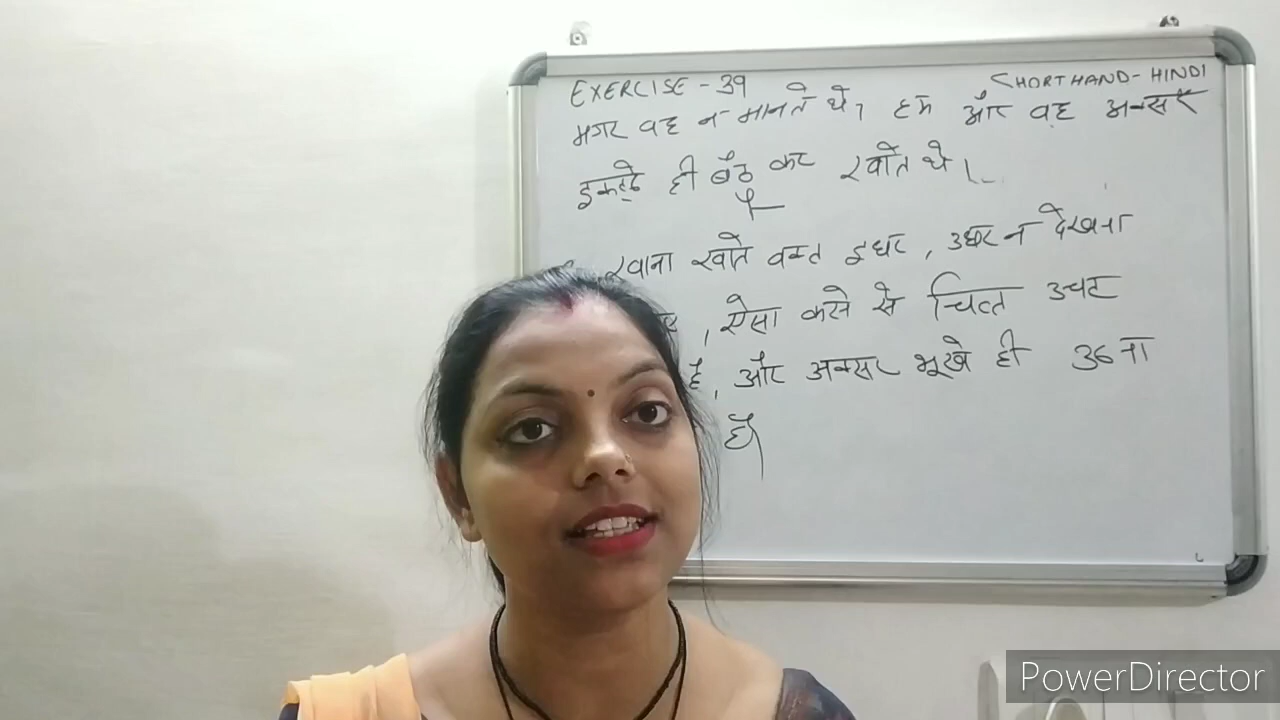 EXERCISE - 39
SHORTHAND - HINDI
मगर वह न मानते थे। हम और वह अक्सर
इकट्ठे ही बैठ कर खाते थे।
खाना खाते वक्त इधर, उधर न देखना
, ऐसा करने से चित्त उचट
है, और अक्सर भूखे ही उठना
है।
PowerDirector